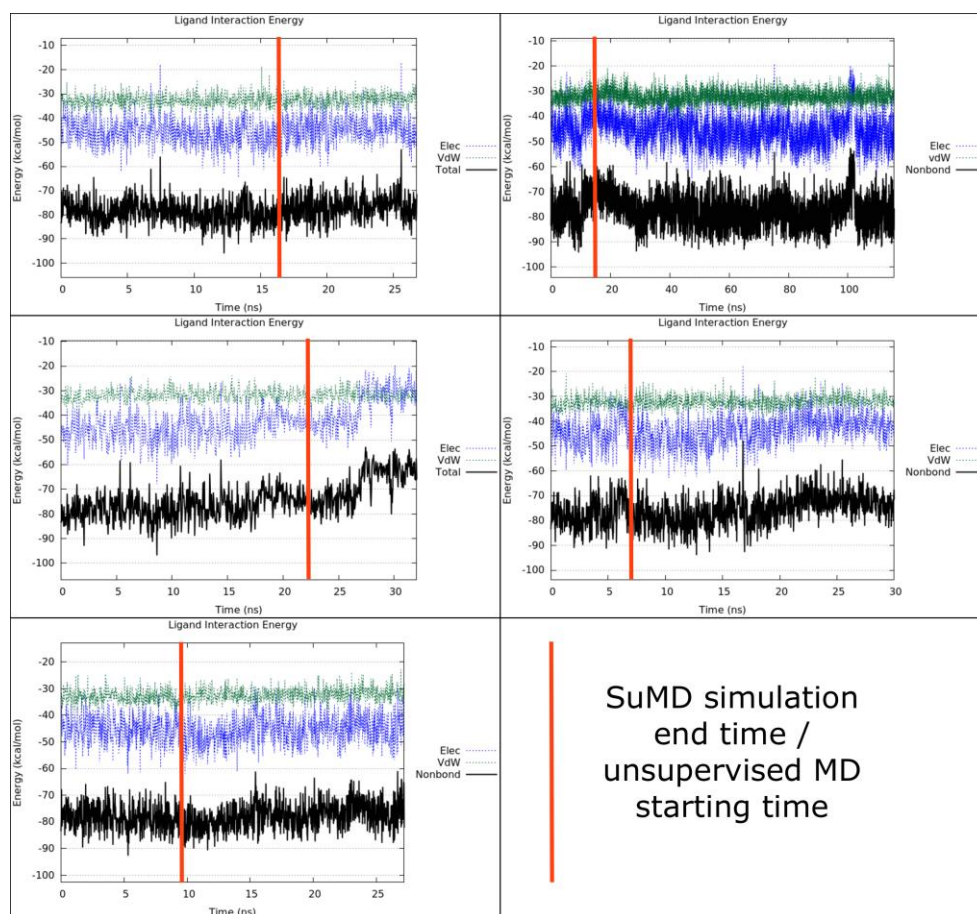 Ligand Interaction Energy
-10
-20
-30
-40
-50
-60
-70
-80
-90
-100
Energy (kcal/mol)
Elec
VdW
Total
0 5 10 15 20 25
Time (ns)
Ligand Interaction Energy
-10
-20
-30
-40
-50
-60
-70
-80
-90
-100
Energy (kcal/mol)
Elec
vdW
Nonbond
0 20 40 60 80 100
Time (ns)
Ligand Interaction Energy
-10
-20
-30
-40
-50
-60
-70
-80
-90
-100
Energy (kcal/mol)
Elec
VdW
Total
0 5 10 15 20 25 30
Time (ns)
Ligand Interaction Energy
-10
-20
-30
-40
-50
-60
-70
-80
-90
-100
Energy (kcal/mol)
Elec
VdW
Nonbond
0 5 10 15 20 25 30
Time (ns)
Ligand Interaction Energy
-20
-30
-40
-50
-60
-70
-80
-90
-100
Energy (kcal/mol)
Elec
VdW
Nonbond
0 5 10 15 20 25
Time (ns)
SuMD simulation
end time /
unsupervised MD
starting time